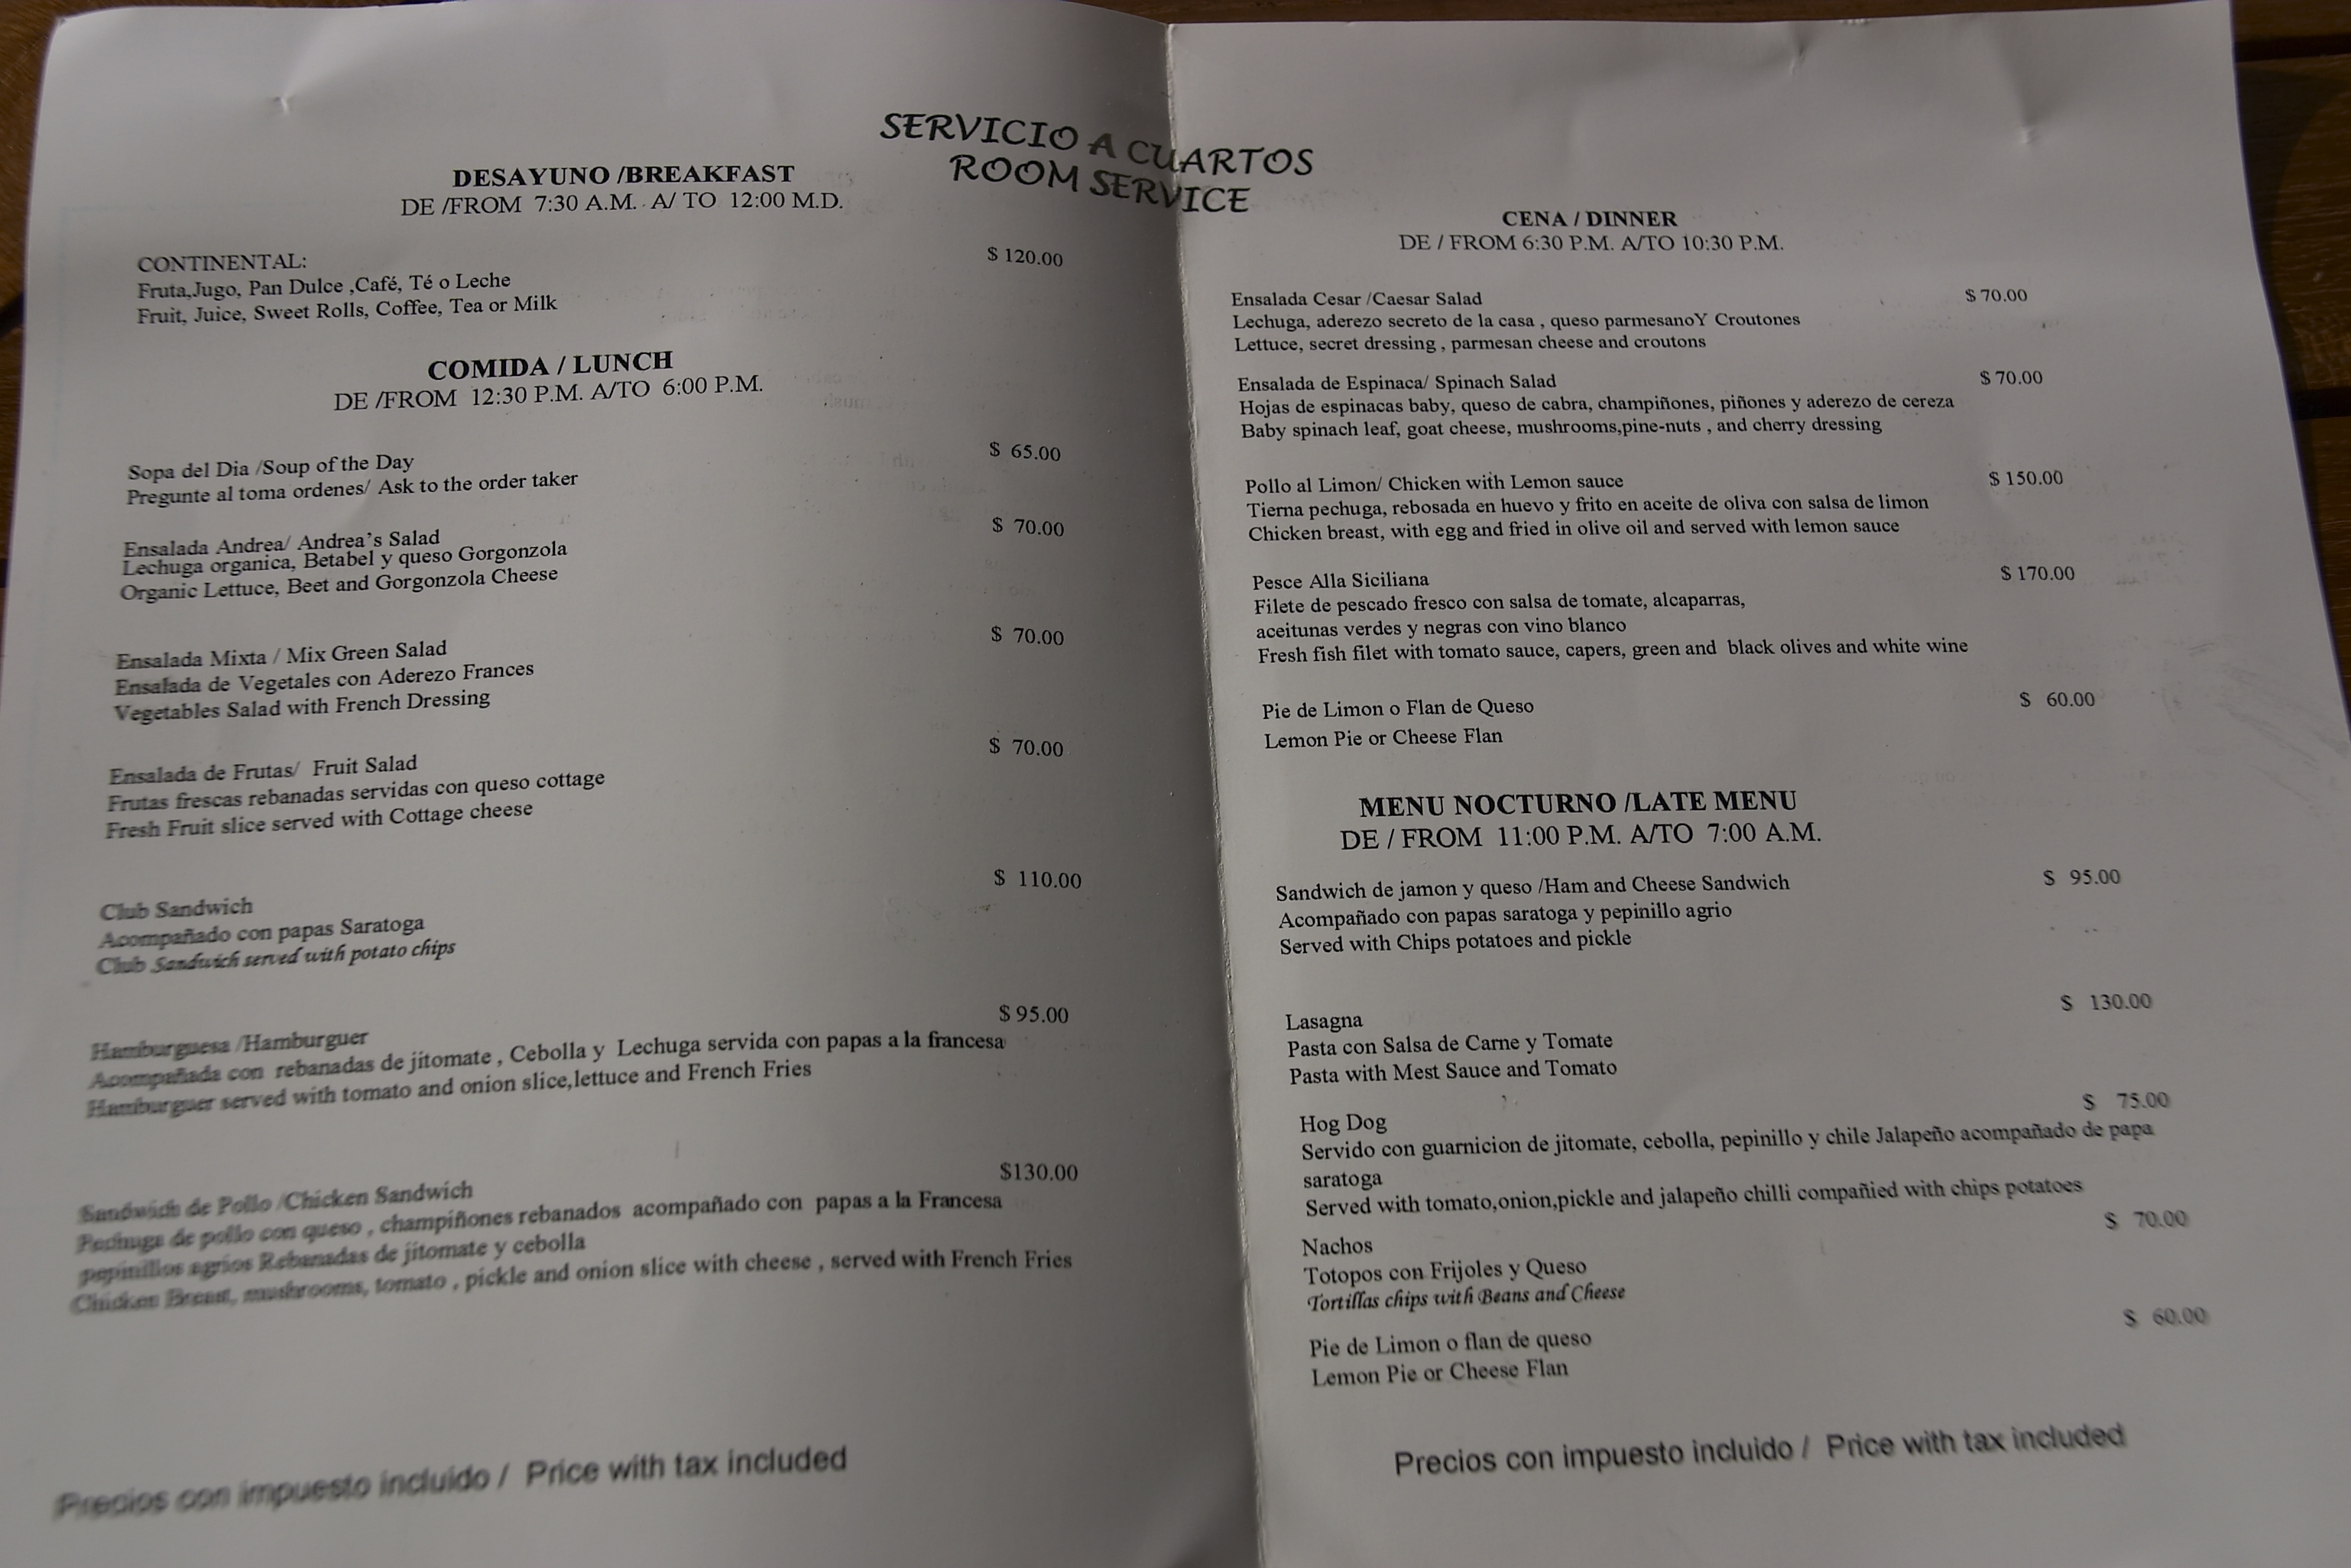 SERVICIO A CUARTOS
ROOM SERVICE
DESAYUNO /BREAKFAST
DE /FROM 7:30 A.M. A/ TO 12:00 M.D.
CONTINENTAL: $ 120.00
Fruta,Jugo, Pan Dulce ,Café, Té o Leche
Fruit, Juice, Sweet Rolls, Coffee, Tea or Milk
COMIDA / LUNCH
DE /FROM 12:30 P.M. A/TO 6:00 P.M.
Sopa del Dia /Soup of the Day $ 65.00
Pregunte al toma ordenes/ Ask to the order taker
Ensalada Andrea/ Andrea's Salad $ 70.00
Lechuga organica, Betabel y queso Gorgonzola
Organic Lettuce, Beet and Gorgonzola Cheese
Ensalada Mixta / Mix Green Salad $ 70.00
Ensalada de Vegetales con Aderezo Frances
Vegetables Salad with French Dressing
Ensalada de Frutas/ Fruit Salad $ 70.00
Frutas frescas rebanadas servidas con queso cottage
Fresh Fruit slice served with Cottage cheese
Club Sandwich $ 110.00
Acompañado con papas Saratoga
Club Sandwich served with potato chips
Hamburguesa /Hamburguer $ 95.00
Acompañada con rebanadas de jitomate , Cebolla y Lechuga servida con papas a la francesa
Hamburguer served with tomato and onion slice,lettuce and French Fries
Sandwich de Pollo /Chicken Sandwich $130.00
Pechuga de pollo con queso , champiñones rebanados acompañado con papas a la Francesa
pepinillos agrios Rebanadas de jitomate y cebolla
Chicken Breast, mushrooms, tomato , pickle and onion slice with cheese , served with French Fries
Precios con impuesto incluido / Price with tax included
CENA / DINNER
DE / FROM 6:30 P.M. A/TO 10:30 P.M.
Ensalada Cesar /Caesar Salad $ 70.00
Lechuga, aderezo secreto de la casa , queso parmesanoY Croutones
Lettuce, secret dressing , parmesan cheese and croutons
Ensalada de Espinaca/ Spinach Salad $ 70.00
Hojas de espinacas baby, queso de cabra, champiñones, piñones y aderezo de cereza
Baby spinach leaf, goat cheese, mushrooms,pine-nuts , and cherry dressing
Pollo al Limon/ Chicken with Lemon sauce $ 150.00
Tierna pechuga, rebosada en huevo y frito en aceite de oliva con salsa de limon
Chicken breast, with egg and fried in olive oil and served with lemon sauce
Pesce Alla Siciliana $ 170.00
Filete de pescado fresco con salsa de tomate, alcaparras,
aceitunas verdes y negras con vino blanco
Fresh fish filet with tomato sauce, capers, green and black olives and white wine
Pie de Limon o Flan de Queso $ 60.00
Lemon Pie or Cheese Flan
MENU NOCTURNO /LATE MENU
DE / FROM 11:00 P.M. A/TO 7:00 A.M.
Sandwich de jamon y queso /Ham and Cheese Sandwich $ 95.00
Acompañado con papas saratoga y pepinillo agrio
Served with Chips potatoes and pickle
Lasagna $ 130.00
Pasta con Salsa de Carne y Tomate
Pasta with Mest Sauce and Tomato
Hog Dog $ 75.00
Servido con guarnicion de jitomate, cebolla, pepinillo y chile Jalapeño acompañado de papa
saratoga
Served with tomato,onion,pickle and jalapeño chilli compañied with chips potatoes
Nachos $ 70.00
Totopos con Frijoles y Queso
Tortillas chips with Beans and Cheese
Pie de Limon o flan de queso $ 60.00
Lemon Pie or Cheese Flan
Precios con impuesto incluido / Price with tax included